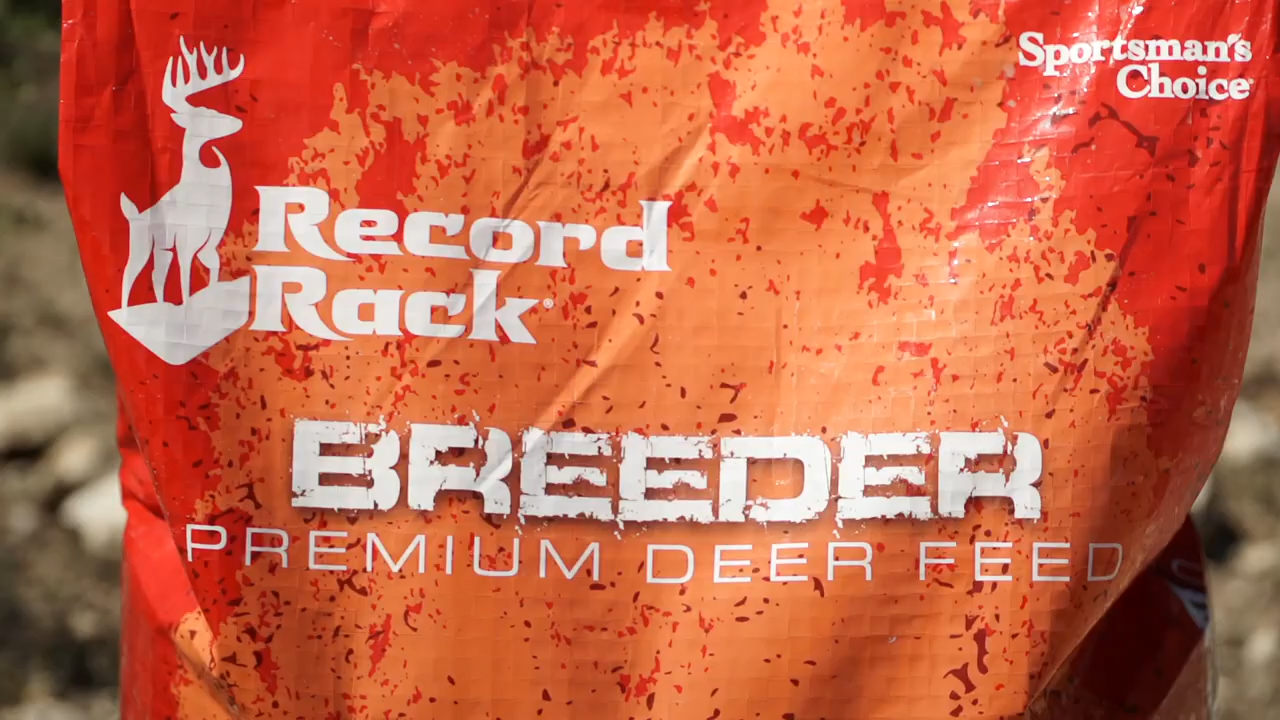 Sportsman's
Choice®
Record
Rack®
BREEDER
PREMIUM DEER FEED